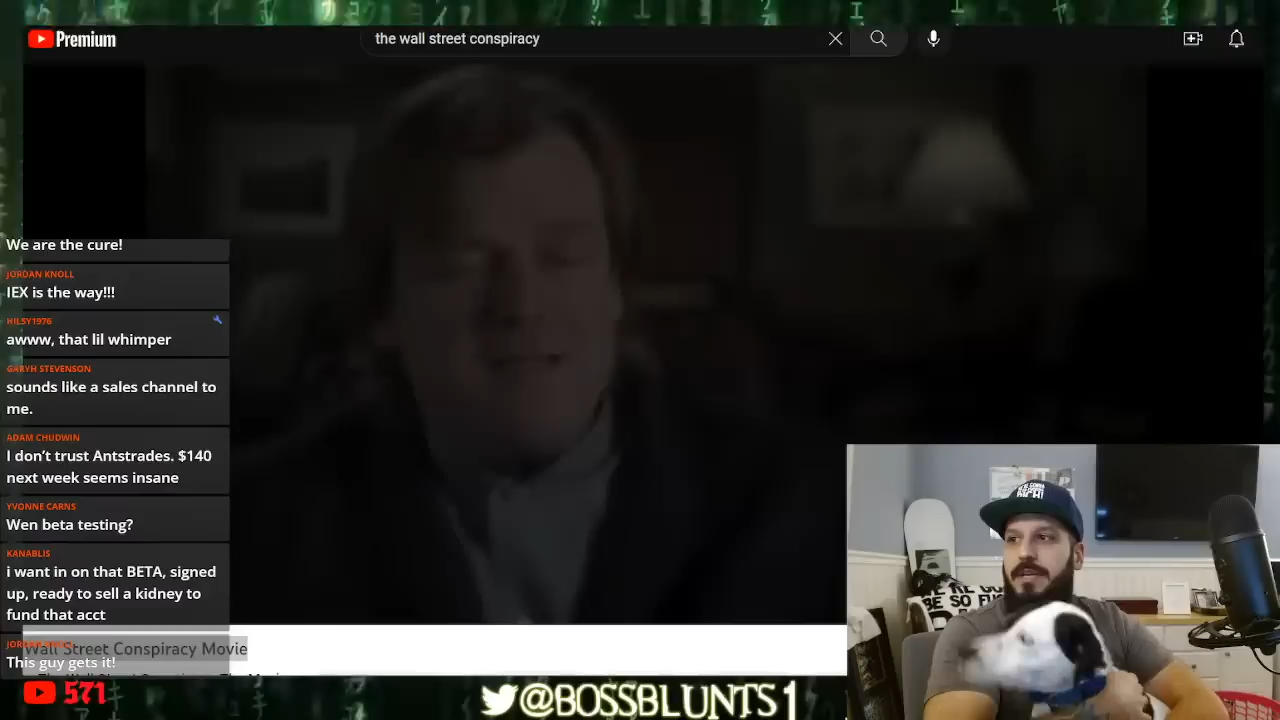 Premium
the wall street conspiracy
We are the cure!
JORDAN KNOLL
IEX is the way!!!
HILSY1976
awww, that lil whimper
GARYH STEVENSON
sounds like a sales channel to
me.
ADAM CHUDWIN
I don't trust Antstrades. $140
next week seems insane
YVONNE CARNS
Wen beta testing?
KANABLIS
i want in on that BETA, signed
up, ready to sell a kidney to
fund that acct
This guy gets it!
Wall Street Conspiracy Movie
571
@BOSSBLUNTS1